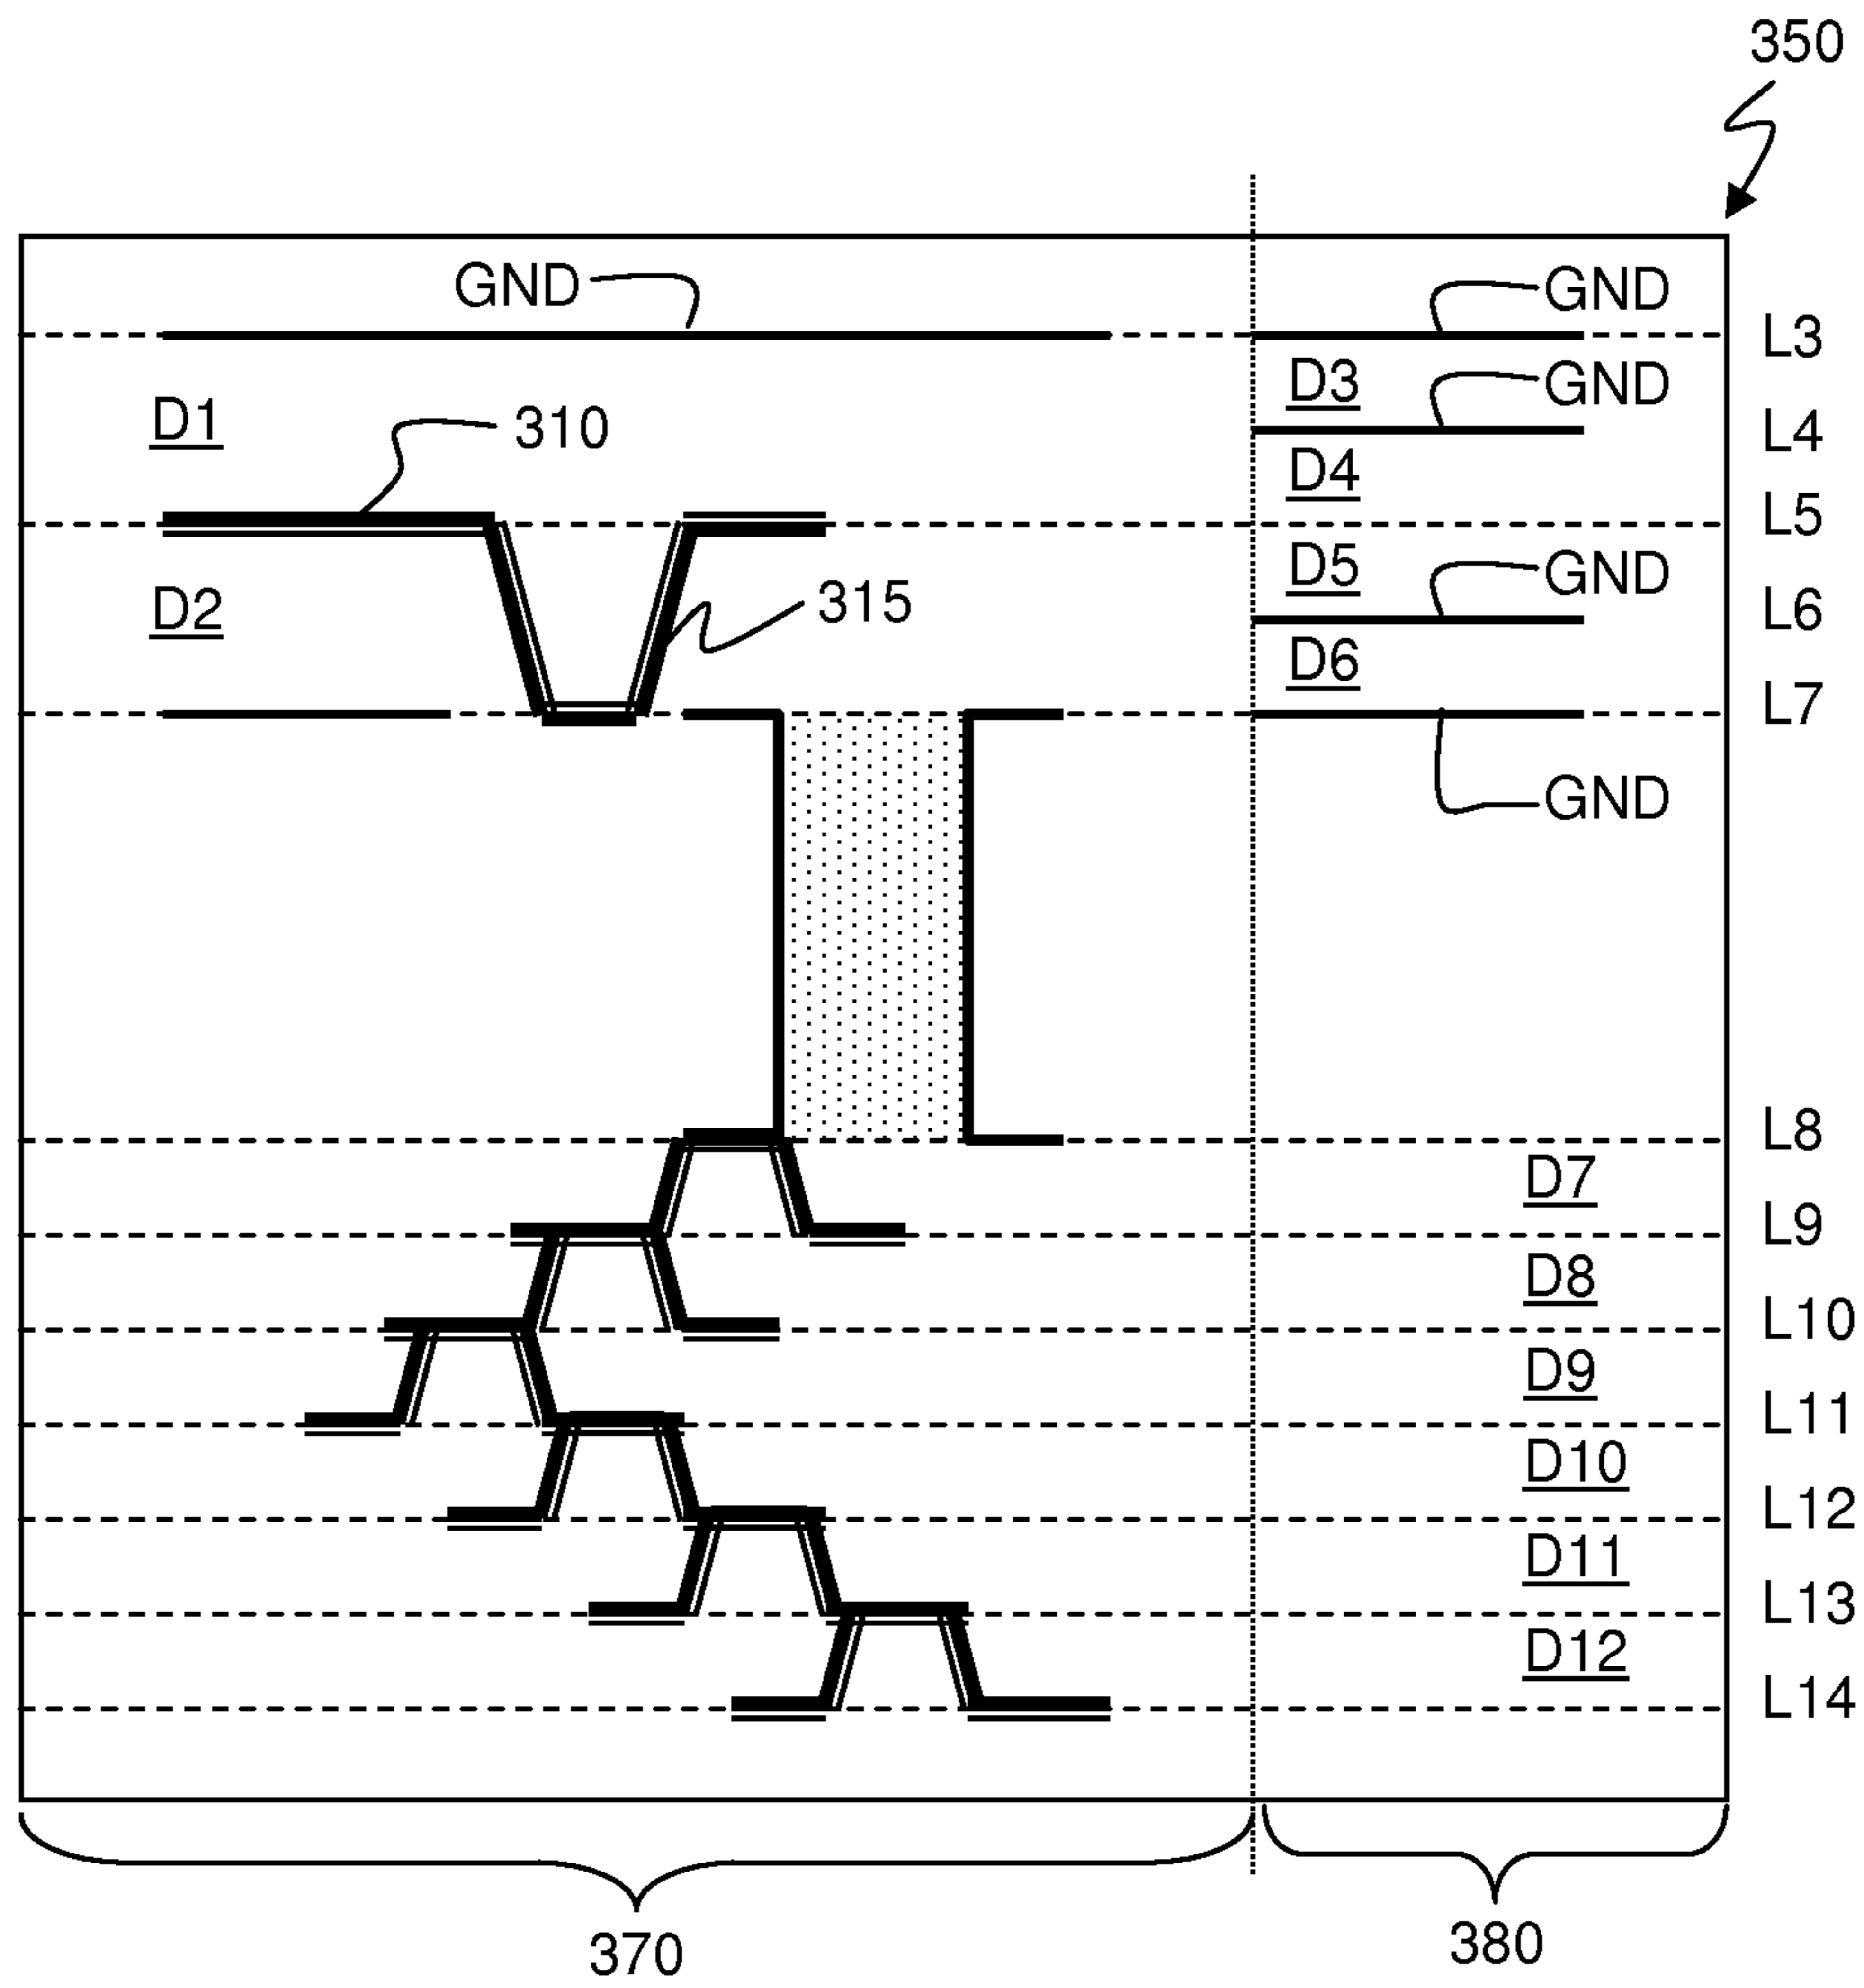 350
GND
GND
L3
D3
GND
D1
310
L4
D4
L5
D5
GND
D2
315
L6
D6
L7
GND
L8
D7
L9
D8
L10
D9
L11
D10
L12
D11
L13
D12
L14
370
380